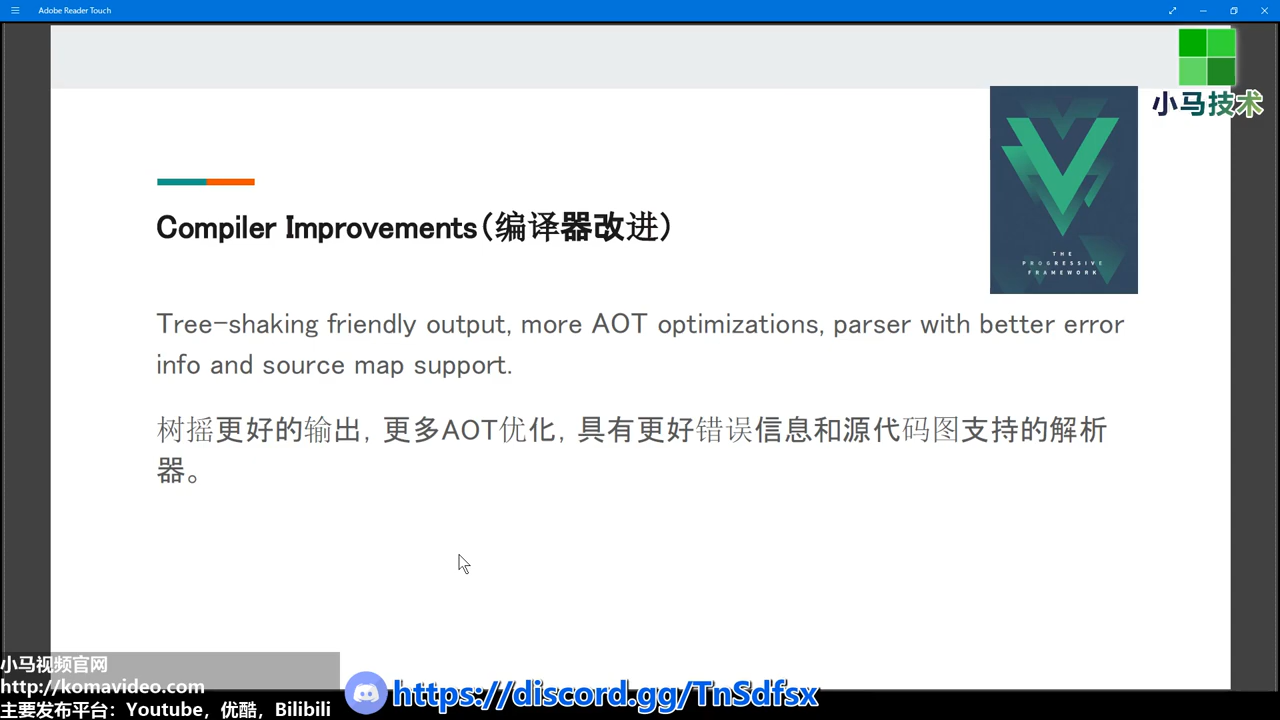 Adobe Reader Touch
小马技术
THE
PROGRESSIVE
FRAMEWORK
Compiler Improvements(编译器改进)
Tree-shaking friendly output, more AOT optimizations, parser with better error
info and source map support.
树摇更好的输出, 更多AOT优化, 具有更好错误信息和源代码图支持的解析
器。
小马视频官网
http://komavideo.com
主要发布平台：Youtube，优酷，Bilibili
https://discord.gg/TnSdfsx